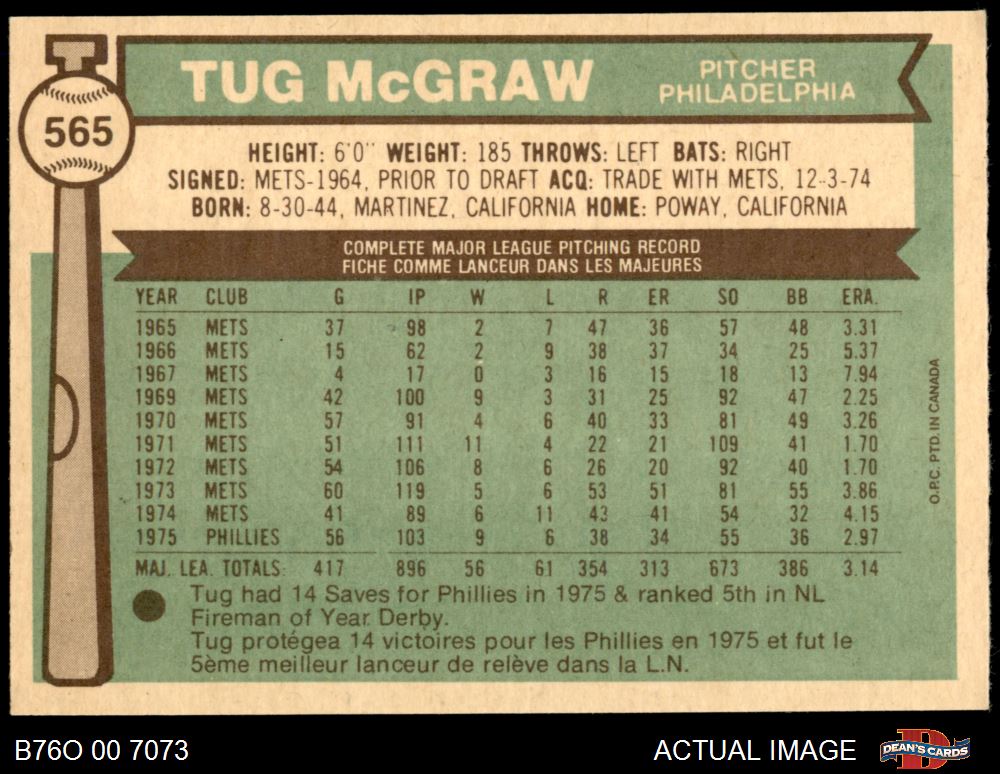 565
TUG McGRAW
PITCHER
PHILADELPHIA
HEIGHT: 6'0" WEIGHT: 185 THROWS: LEFT BATS: RIGHT
SIGNED: METS-1964, PRIOR TO DRAFT ACQ: TRADE WITH METS, 12-3-74
BORN: 8-30-44, MARTINEZ, CALIFORNIA HOME: POWAY, CALIFORNIA
COMPLETE MAJOR LEAGUE PITCHING RECORD
FICHE COMME LANCEUR DANS LES MAJEURES
YEAR CLUB G IP W L R ER SO BB ERA.
1965 METS 37 98 2 7 47 36 57 48 3.31
1966 METS 15 62 2 9 38 37 34 25 5.37
1967 METS 4 17 0 3 16 15 18 13 7.94
1969 METS 42 100 9 3 31 25 92 47 2.25
1970 METS 57 91 4 6 40 33 81 49 3.26
1971 METS 51 111 11 4 22 21 109 41 1.70
1972 METS 54 106 8 6 26 20 92 40 1.70
1973 METS 60 119 5 6 53 51 81 55 3.86
1974 METS 41 89 6 11 43 41 54 32 4.15
1975 PHILLIES 56 103 9 6 38 34 55 36 2.97
MAJ. LEA. TOTALS: 417 896 56 61 354 313 673 386 3.14
Tug had 14 Saves for Phillies in 1975 & ranked 5th in NL
Fireman of Year Derby.
Tug protégea 14 victoires pour les Phillies en 1975 et fut le
5ème meilleur lanceur de relève dans la L.N.
O.P.C. PTD. IN CANADA
B76O 00 7073
ACTUAL IMAGE
DEAN'S CARDS